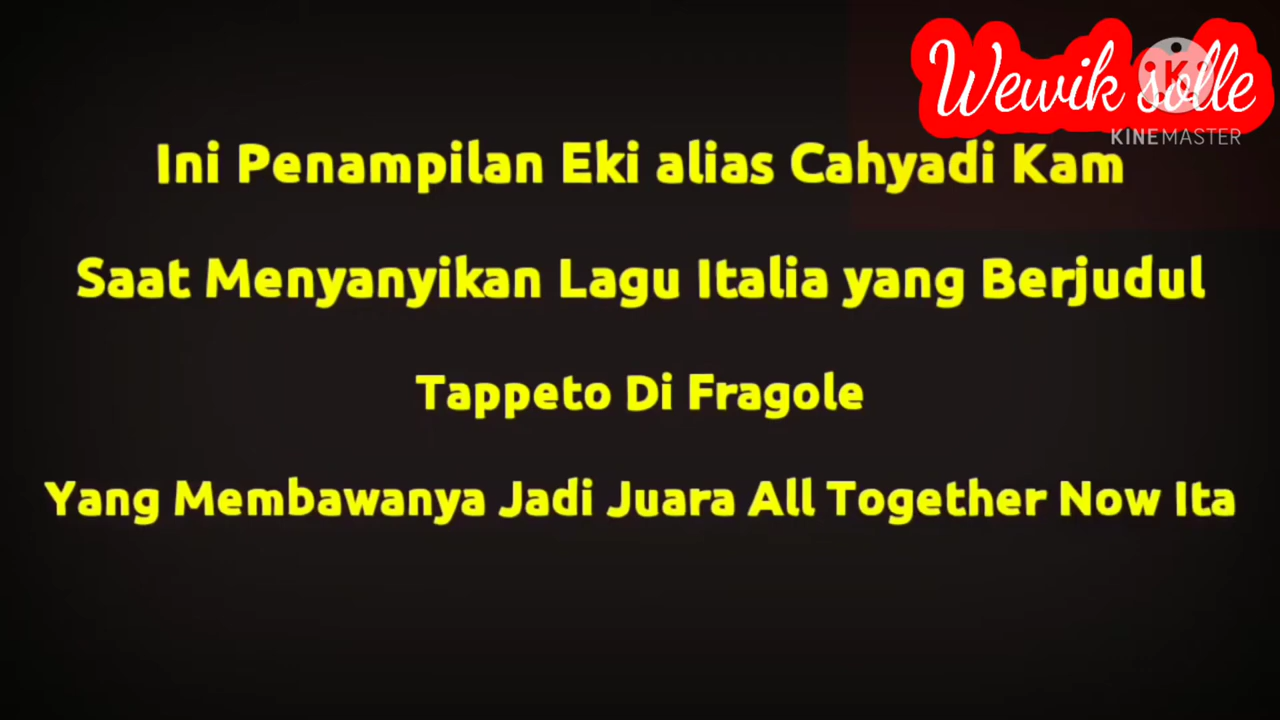 Wewik solle
KINEMASTER
Ini Penampilan Eki alias Cahyadi Kam
Saat Menyanyikan Lagu Italia yang Berjudul
Tappeto Di Fragole
Yang Membawanya Jadi Juara All Together Now Ita